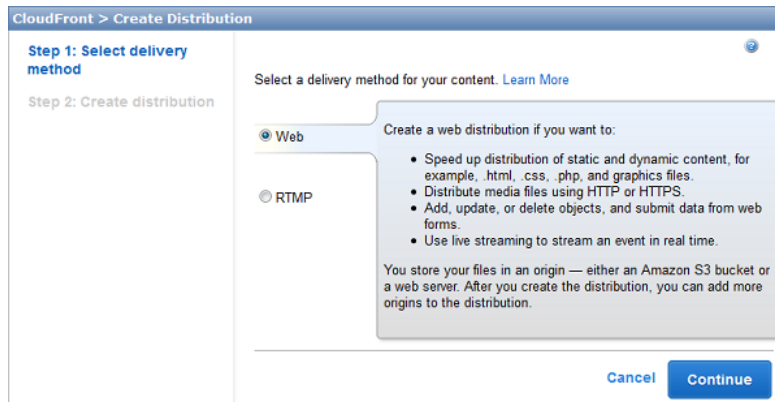 CloudFront > Create Distribution
Step 1: Select delivery
method
Step 2: Create distribution
Select a delivery method for your content. Learn More
Web
RTMP
Create a web distribution if you want to:
• Speed up distribution of static and dynamic content, for
example, .html, .css, .php, and graphics files.
• Distribute media files using HTTP or HTTPS.
• Add, update, or delete objects, and submit data from web
forms.
• Use live streaming to stream an event in real time.
You store your files in an origin — either an Amazon S3 bucket or
a web server. After you create the distribution, you can add more
origins to the distribution.
Cancel
Continue